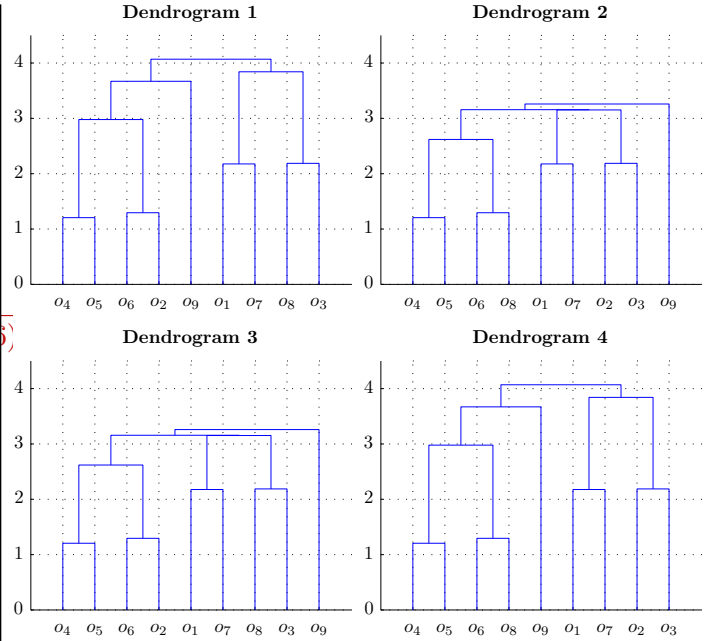 Dendrogram 1
Dendrogram 2
4
3
2
1
0
o4 o5 o6 o2 o9 o1 o7 o8 o3
4
3
2
1
0
o4 o5 o6 o8 o1 o7 o2 o3 o9
6)
Dendrogram 3
Dendrogram 4
4
3
2
1
0
o4 o5 o6 o2 o1 o7 o8 o3 o9
4
3
2
1
0
o4 o5 o6 o8 o9 o1 o7 o2 o3